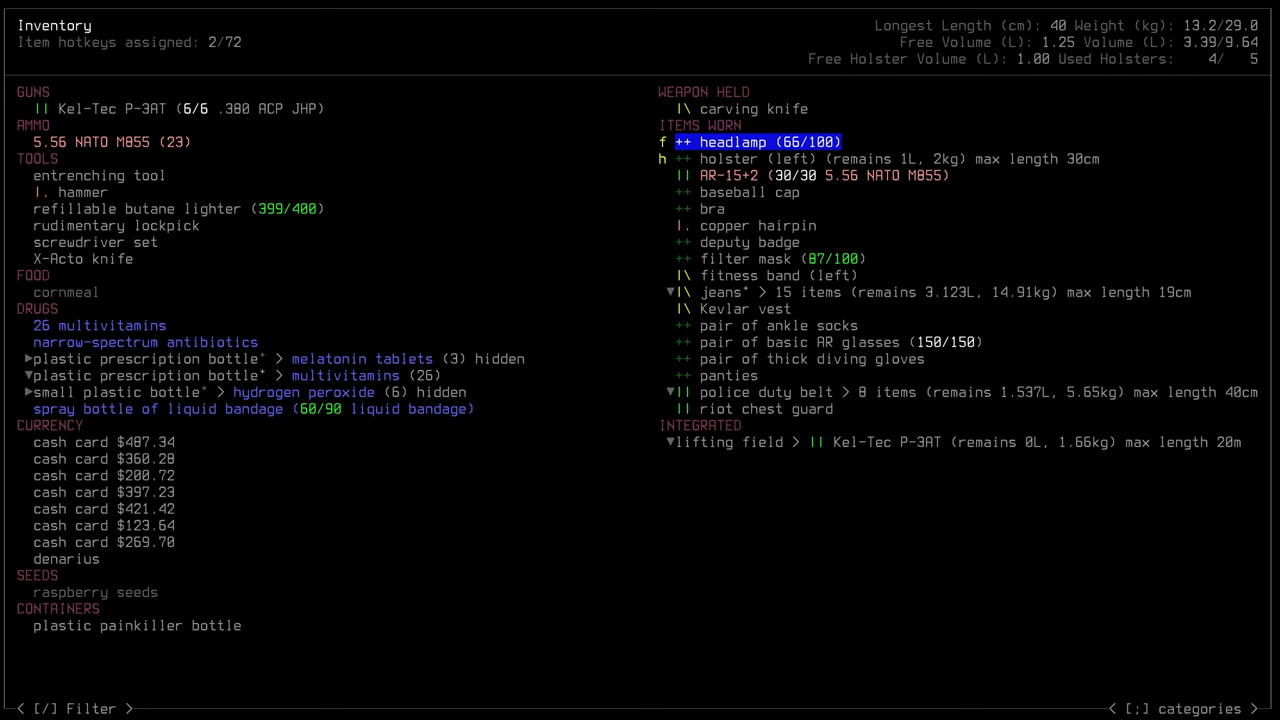 Inventory
Item hotkeys assigned: 2/72
Longest Length (cm): 40 Weight (kg): 13.2/29.0
Free Volume (L): 1.25 Volume (L): 3.39/9.64
Free Holster Volume (L): 1.00 Used Holsters: 4/ 5
GUNS
|| Kel-Tec P-3AT (6/6 .380 ACP JHP)
AMMO
5.56 NATO M855 (23)
TOOLS
entrenching tool
|. hammer
refillable butane lighter (399/400)
rudimentary lockpick
screwdriver set
X-Acto knife
FOOD
cornmeal
DRUGS
26 multivitamins
narrow-spectrum antibiotics
▶plastic prescription bottle⁺ > melatonin tablets (3) hidden
▼plastic prescription bottle⁺ > multivitamins (26)
▶small plastic bottle⁺ > hydrogen peroxide (6) hidden
spray bottle of liquid bandage (60/90 liquid bandage)
CURRENCY
cash card $487.34
cash card $360.28
cash card $200.72
cash card $397.23
cash card $421.42
cash card $123.64
cash card $269.70
denarius
SEEDS
raspberry seeds
CONTAINERS
plastic painkiller bottle
WEAPON HELD
|\ carving knife
ITEMS WORN
f ++ headlamp (66/100)
h ++ holster (left) (remains 1L, 2kg) max length 30cm
|| AR-15+2 (30/30 5.56 NATO M855)
++ baseball cap
++ bra
|. copper hairpin
++ deputy badge
++ filter mask (87/100)
|\ fitness band (left)
▼|\ jeans⁺ > 15 items (remains 3.123L, 14.91kg) max length 19cm
|\ Kevlar vest
++ pair of ankle socks
++ pair of basic AR glasses (150/150)
++ pair of thick diving gloves
++ panties
▼|| police duty belt > 8 items (remains 1.537L, 5.65kg) max length 40cm
|| riot chest guard
INTEGRATED
▼lifting field > || Kel-Tec P-3AT (remains 0L, 1.66kg) max length 20m
< [/] Filter >
< [;] categories >